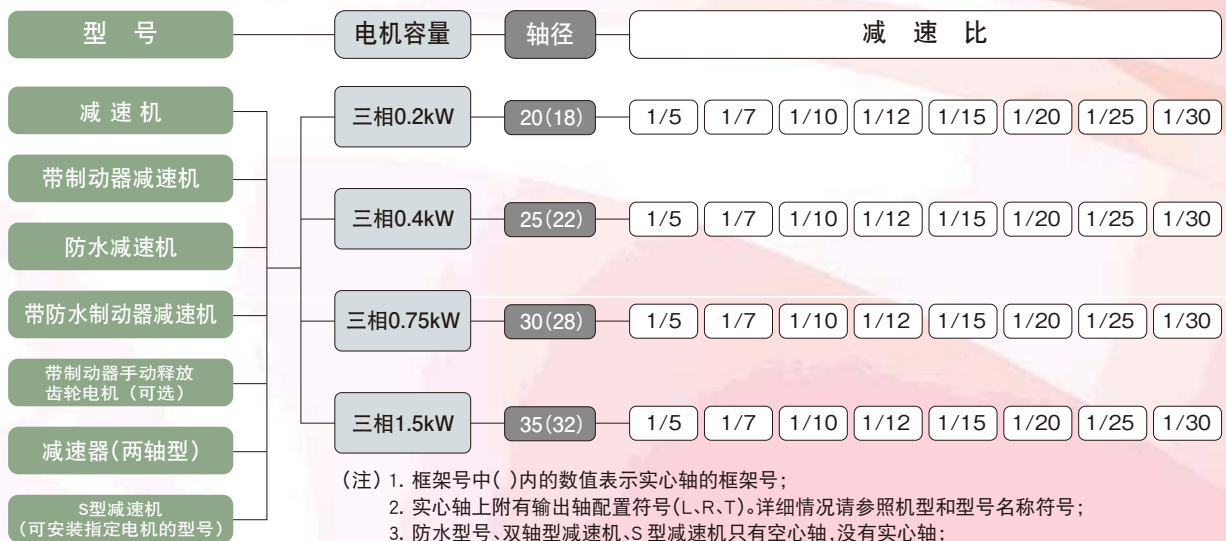 型 号 电机容量 轴径 减 速 比
减 速 机
带制动器减速机
防水减速机
带防水制动器减速机
带制动器手动释放
齿轮电机（可选）
减速器(两轴型)
S型减速机
(可安装指定电机的型号)
三相0.2kW 20(18) 1/5 1/7 1/10 1/12 1/15 1/20 1/25 1/30
三相0.4kW 25(22) 1/5 1/7 1/10 1/12 1/15 1/20 1/25 1/30
三相0.75kW 30(28) 1/5 1/7 1/10 1/12 1/15 1/20 1/25 1/30
三相1.5kW 35(32) 1/5 1/7 1/10 1/12 1/15 1/20 1/25 1/30
(注) 1. 框架号中( )内的数值表示实心轴的框架号；
2. 实心轴上附有输出轴配置符号(L、R、T)。详细情况请参照机型和型号名称符号；
3. 防水型号、双轴型减速机、S 型减速机只有空心轴,没有实心轴；